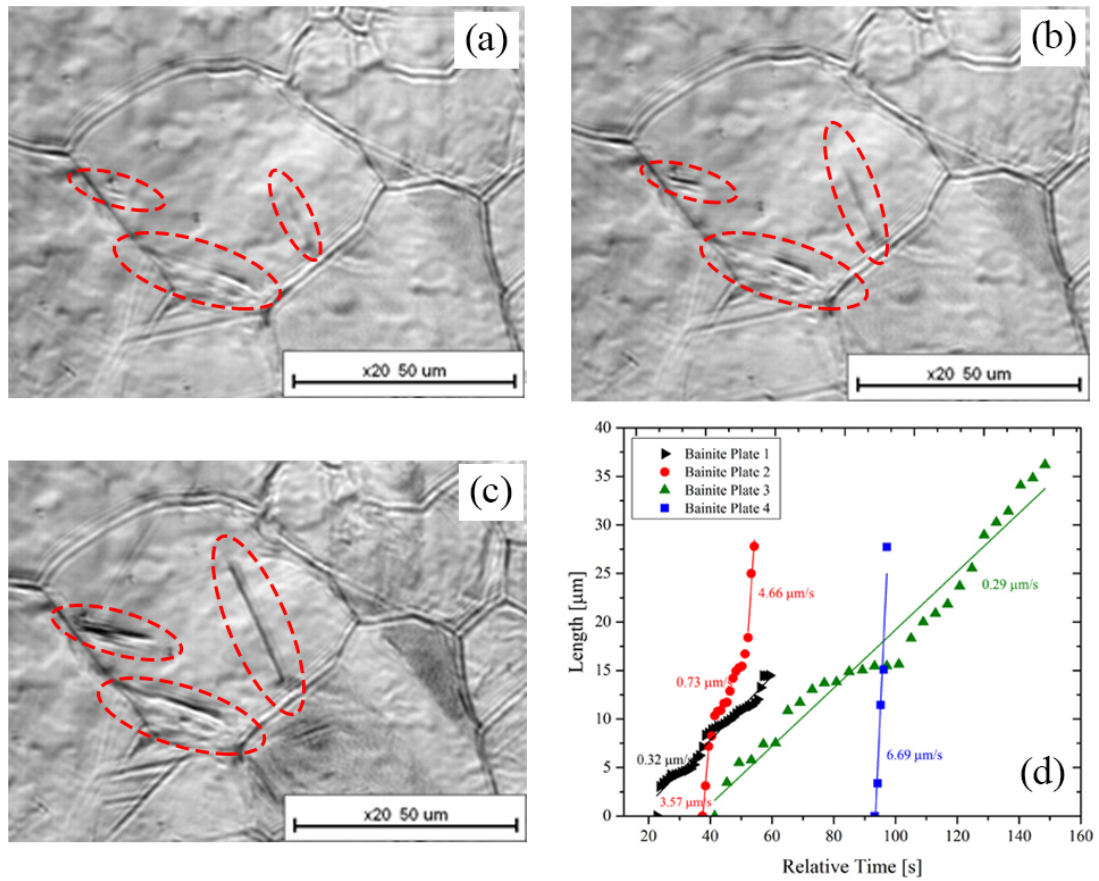 (a)
x20 50 um
(b)
x20 50 um
(c)
x20 50 um
40
35
30
25
20
15
10
5
0
Length [µm]
Bainite Plate 1
Bainite Plate 2
Bainite Plate 3
Bainite Plate 4
4.66 µm/s
0.29 µm/s
0.73 µm/s
0.32 µm/s
3.57 µm/s
6.69 µm/s
(d)
20 40 60 80 100 120 140 160
Relative Time [s]